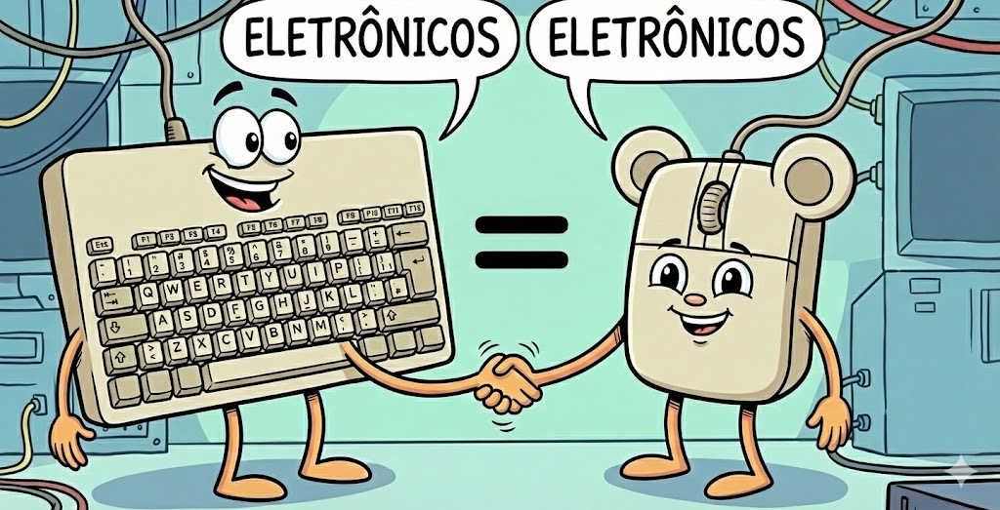 ELETRÔNICOS
ELETRÔNICOS
=
Q W E R T Y U I P
A S D F G H J K L
Z X C V B N M